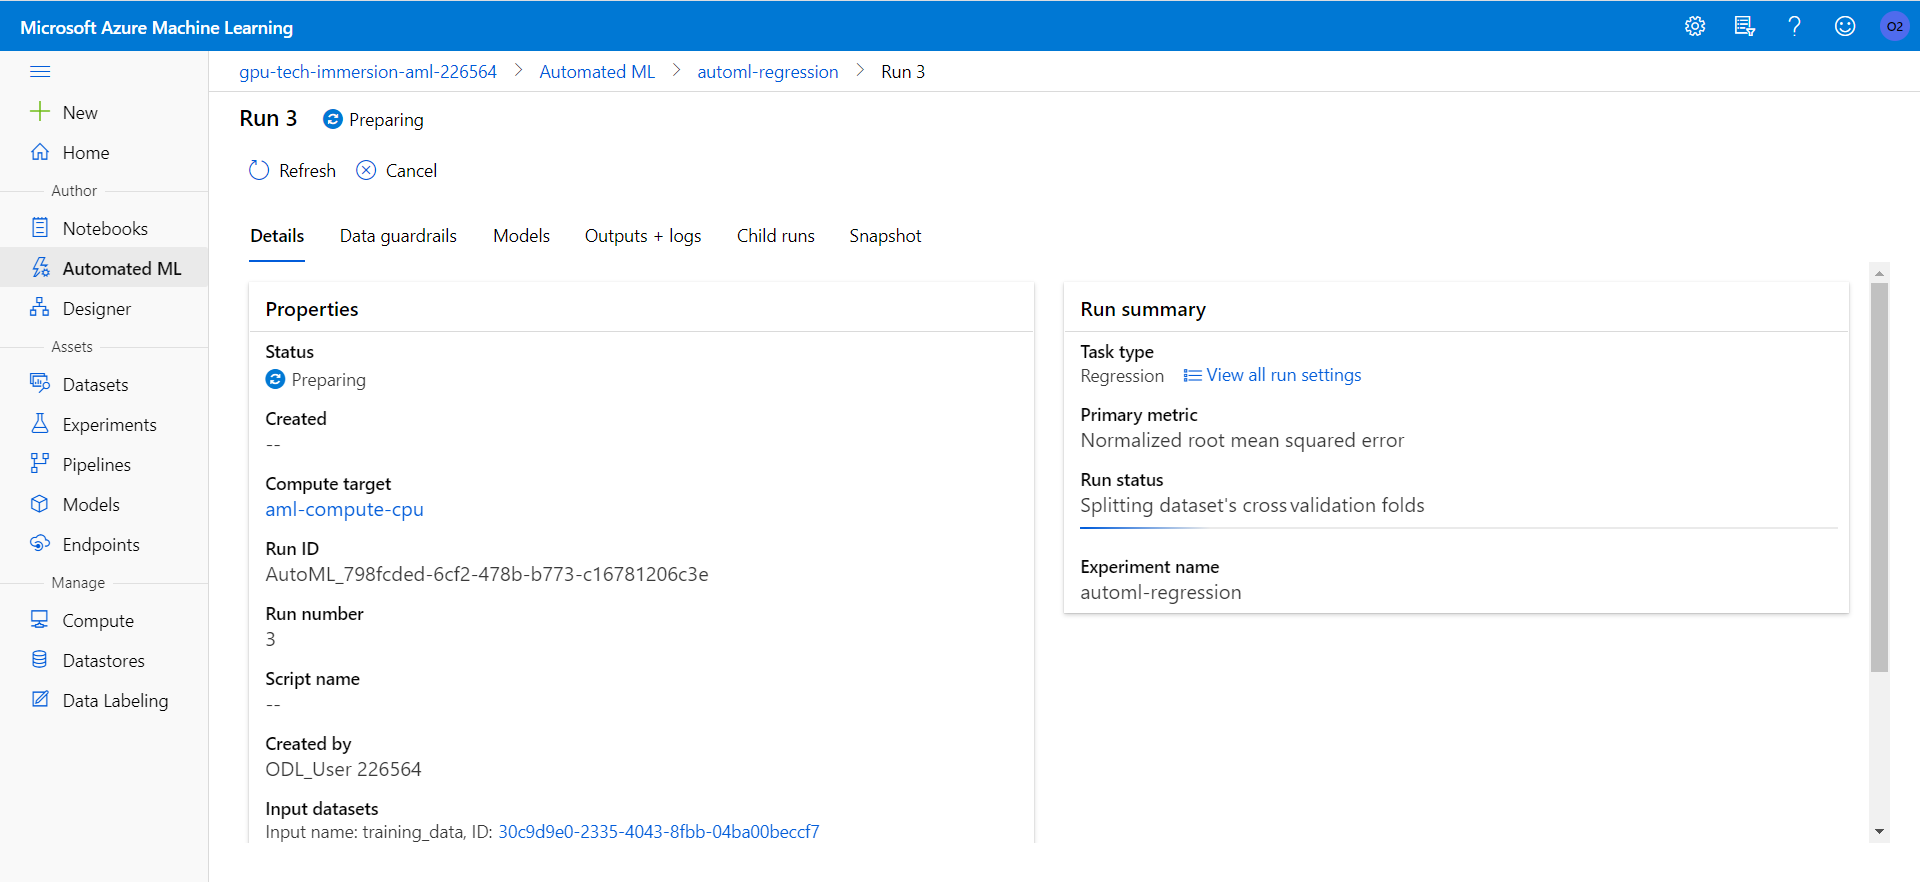 Microsoft Azure Machine Learning
O2
gpu-tech-immersion-aml-226564 > Automated ML > automl-regression > Run 3
New
Home
Author
Notebooks
Automated ML
Designer
Assets
Datasets
Experiments
Pipelines
Models
Endpoints
Manage
Compute
Datastores
Data Labeling
Run 3 Preparing
Refresh Cancel
Details Data guardrails Models Outputs + logs Child runs Snapshot
Properties
Status
Preparing
Created
--
Compute target
aml-compute-cpu
Run ID
AutoML_798fcded-6cf2-478b-b773-c16781206c3e
Run number
3
Script name
--
Created by
ODL_User 226564
Input datasets
Input name: training_data, ID: 30c9d9e0-2335-4043-8fbb-04ba00beccf7
Run summary
Task type
Regression View all run settings
Primary metric
Normalized root mean squared error
Run status
Splitting dataset's cross validation folds
Experiment name
automl-regression